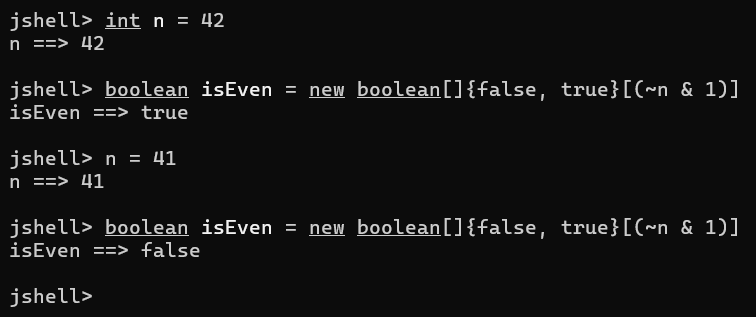 jshell> int n = 42
n ==> 42
jshell> boolean isEven = new boolean[]{false, true}[(~n & 1)]
isEven ==> true
jshell> n = 41
n ==> 41
jshell> boolean isEven = new boolean[]{false, true}[(~n & 1)]
isEven ==> false
jshell>